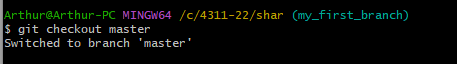 Arthur@Arthur-PC MINGW64 /c/4311-22/shar (my_first_branch)
$ git checkout master
Switched to branch 'master'